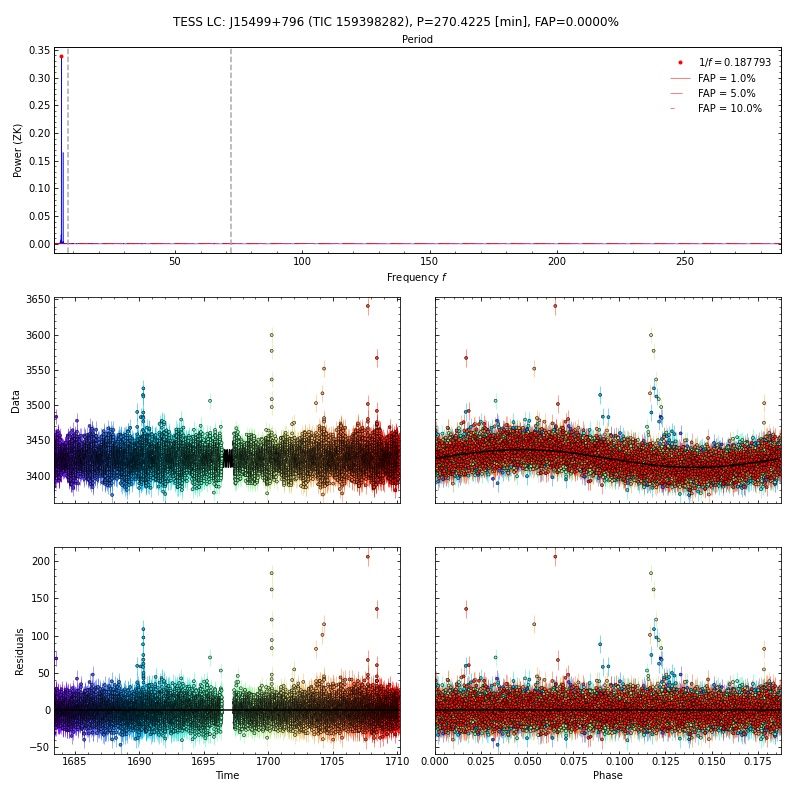 TESS LC: J15499+796 (TIC 159398282), P=270.4225 [min], FAP=0.0000%
Period
0.35
0.30
0.25
0.20
0.15
0.10
0.05
0.00
Power (ZK)
1/f = 0.187793
FAP = 1.0%
FAP = 5.0%
FAP = 10.0%
50 100 150 200 250
Frequency f
3650
3600
3550
3500
3450
3400
Data
200
150
100
50
0
−50
Residuals
1685 1690 1695 1700 1705 1710
Time
0.000 0.025 0.050 0.075 0.100 0.125 0.150 0.175
Phase